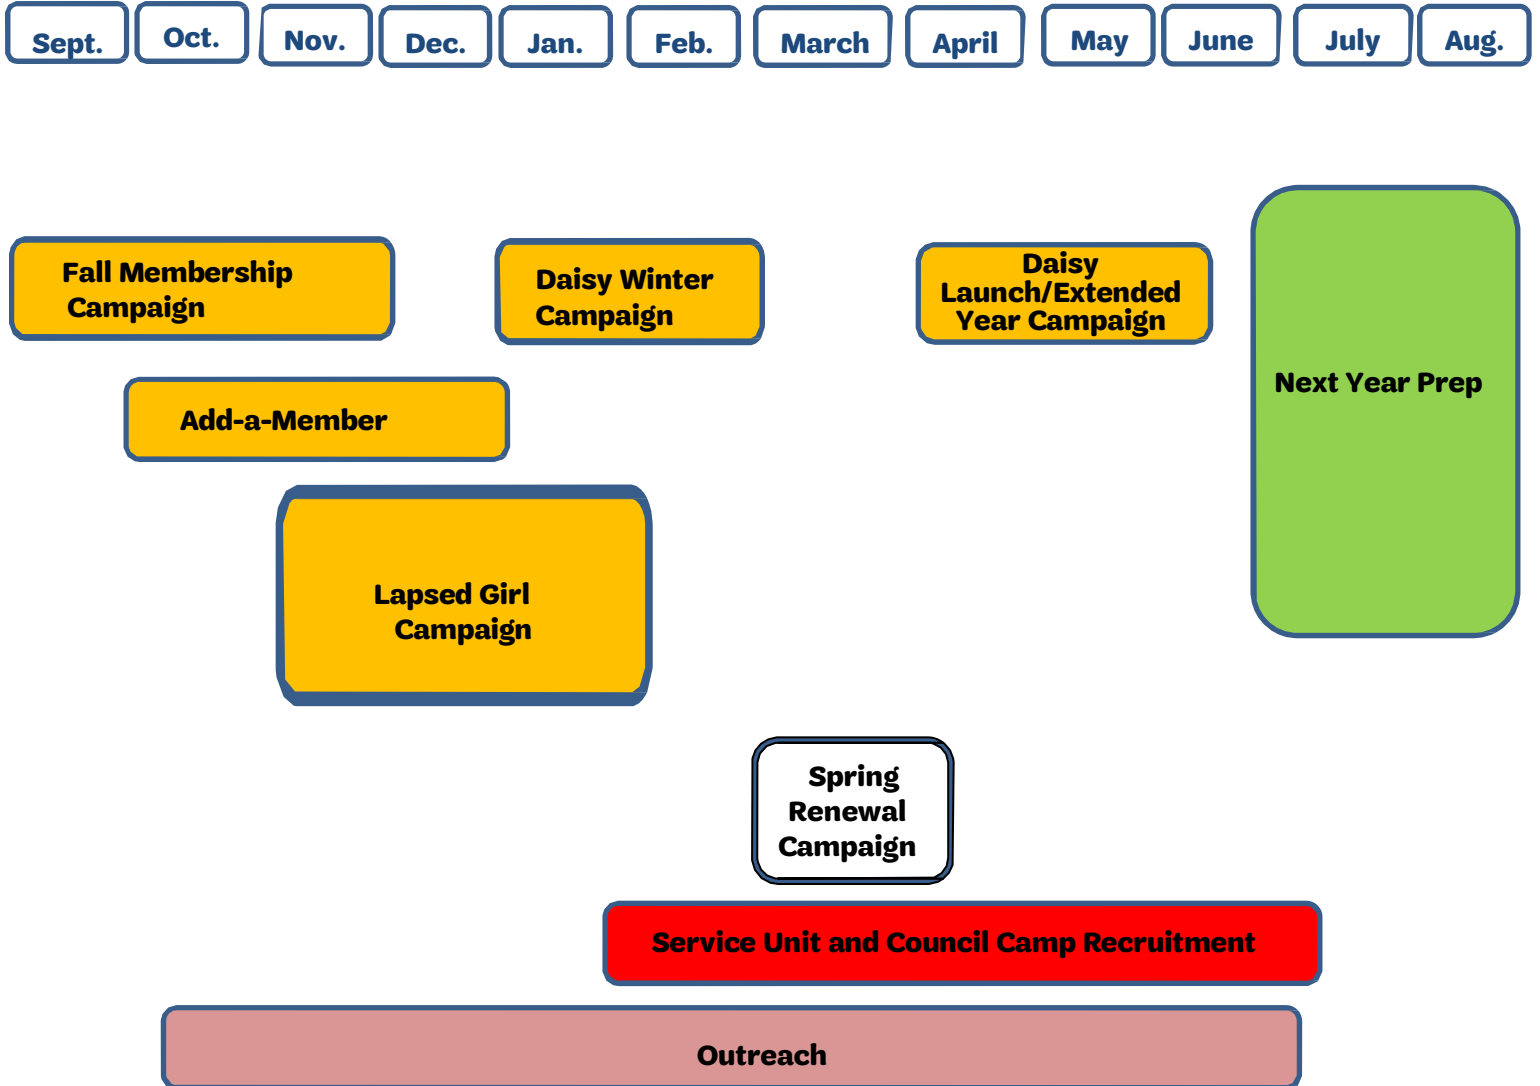 Sept. Oct. Nov. Dec. Jan. Feb. March April May June July Aug.
Fall Membership
Campaign
Daisy Winter
Campaign
Daisy
Launch/Extended
Year Campaign
Next Year Prep
Add-a-Member
Lapsed Girl
Campaign
Spring
Renewal
Campaign
Service Unit and Council Camp Recruitment
Outreach